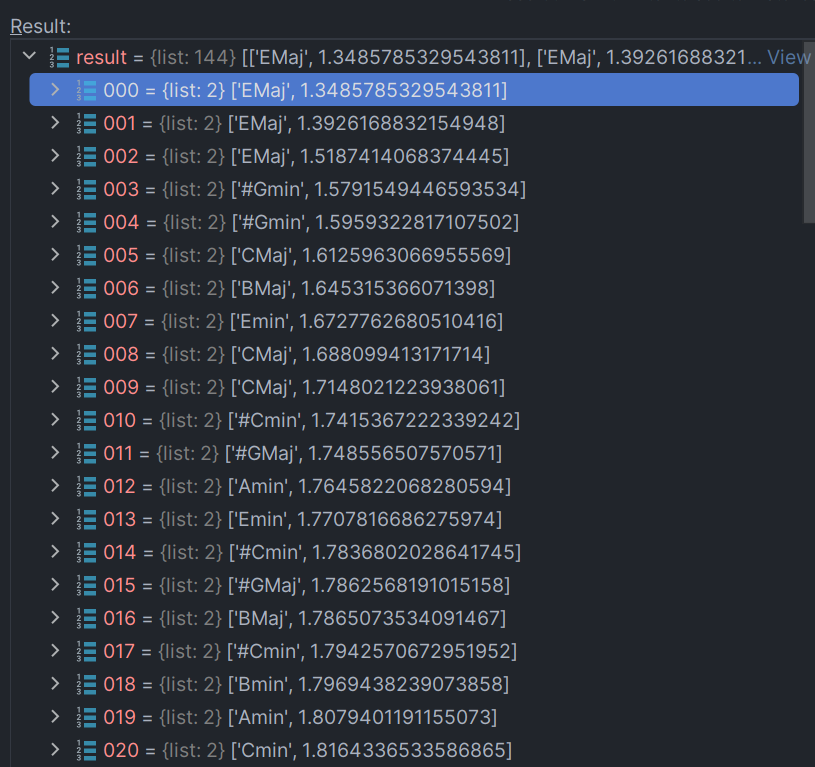 Result:
result = {list: 144} [['EMaj', 1.3485785329543811], ['EMaj', 1.39261688321... View
000 = {list: 2} ['EMaj', 1.3485785329543811]
001 = {list: 2} ['EMaj', 1.3926168832154948]
002 = {list: 2} ['EMaj', 1.5187414068374445]
003 = {list: 2} ['#Gmin', 1.5791549446593534]
004 = {list: 2} ['#Gmin', 1.5959322817107502]
005 = {list: 2} ['CMaj', 1.6125963066955569]
006 = {list: 2} ['BMaj', 1.645315366071398]
007 = {list: 2} ['Emin', 1.6727762680510416]
008 = {list: 2} ['CMaj', 1.688099413171714]
009 = {list: 2} ['CMaj', 1.7148021223938061]
010 = {list: 2} ['#Cmin', 1.7415367222339242]
011 = {list: 2} ['#GMaj', 1.748556507570571]
012 = {list: 2} ['Amin', 1.7645822068280594]
013 = {list: 2} ['Emin', 1.7707816686275974]
014 = {list: 2} ['#Cmin', 1.7836802028641745]
015 = {list: 2} ['#GMaj', 1.7862568191015158]
016 = {list: 2} ['BMaj', 1.7865073534091467]
017 = {list: 2} ['#Cmin', 1.7942570672951952]
018 = {list: 2} ['Bmin', 1.7969438239073858]
019 = {list: 2} ['Amin', 1.8079401191155073]
020 = {list: 2} ['Cmin', 1.8164336533586865]